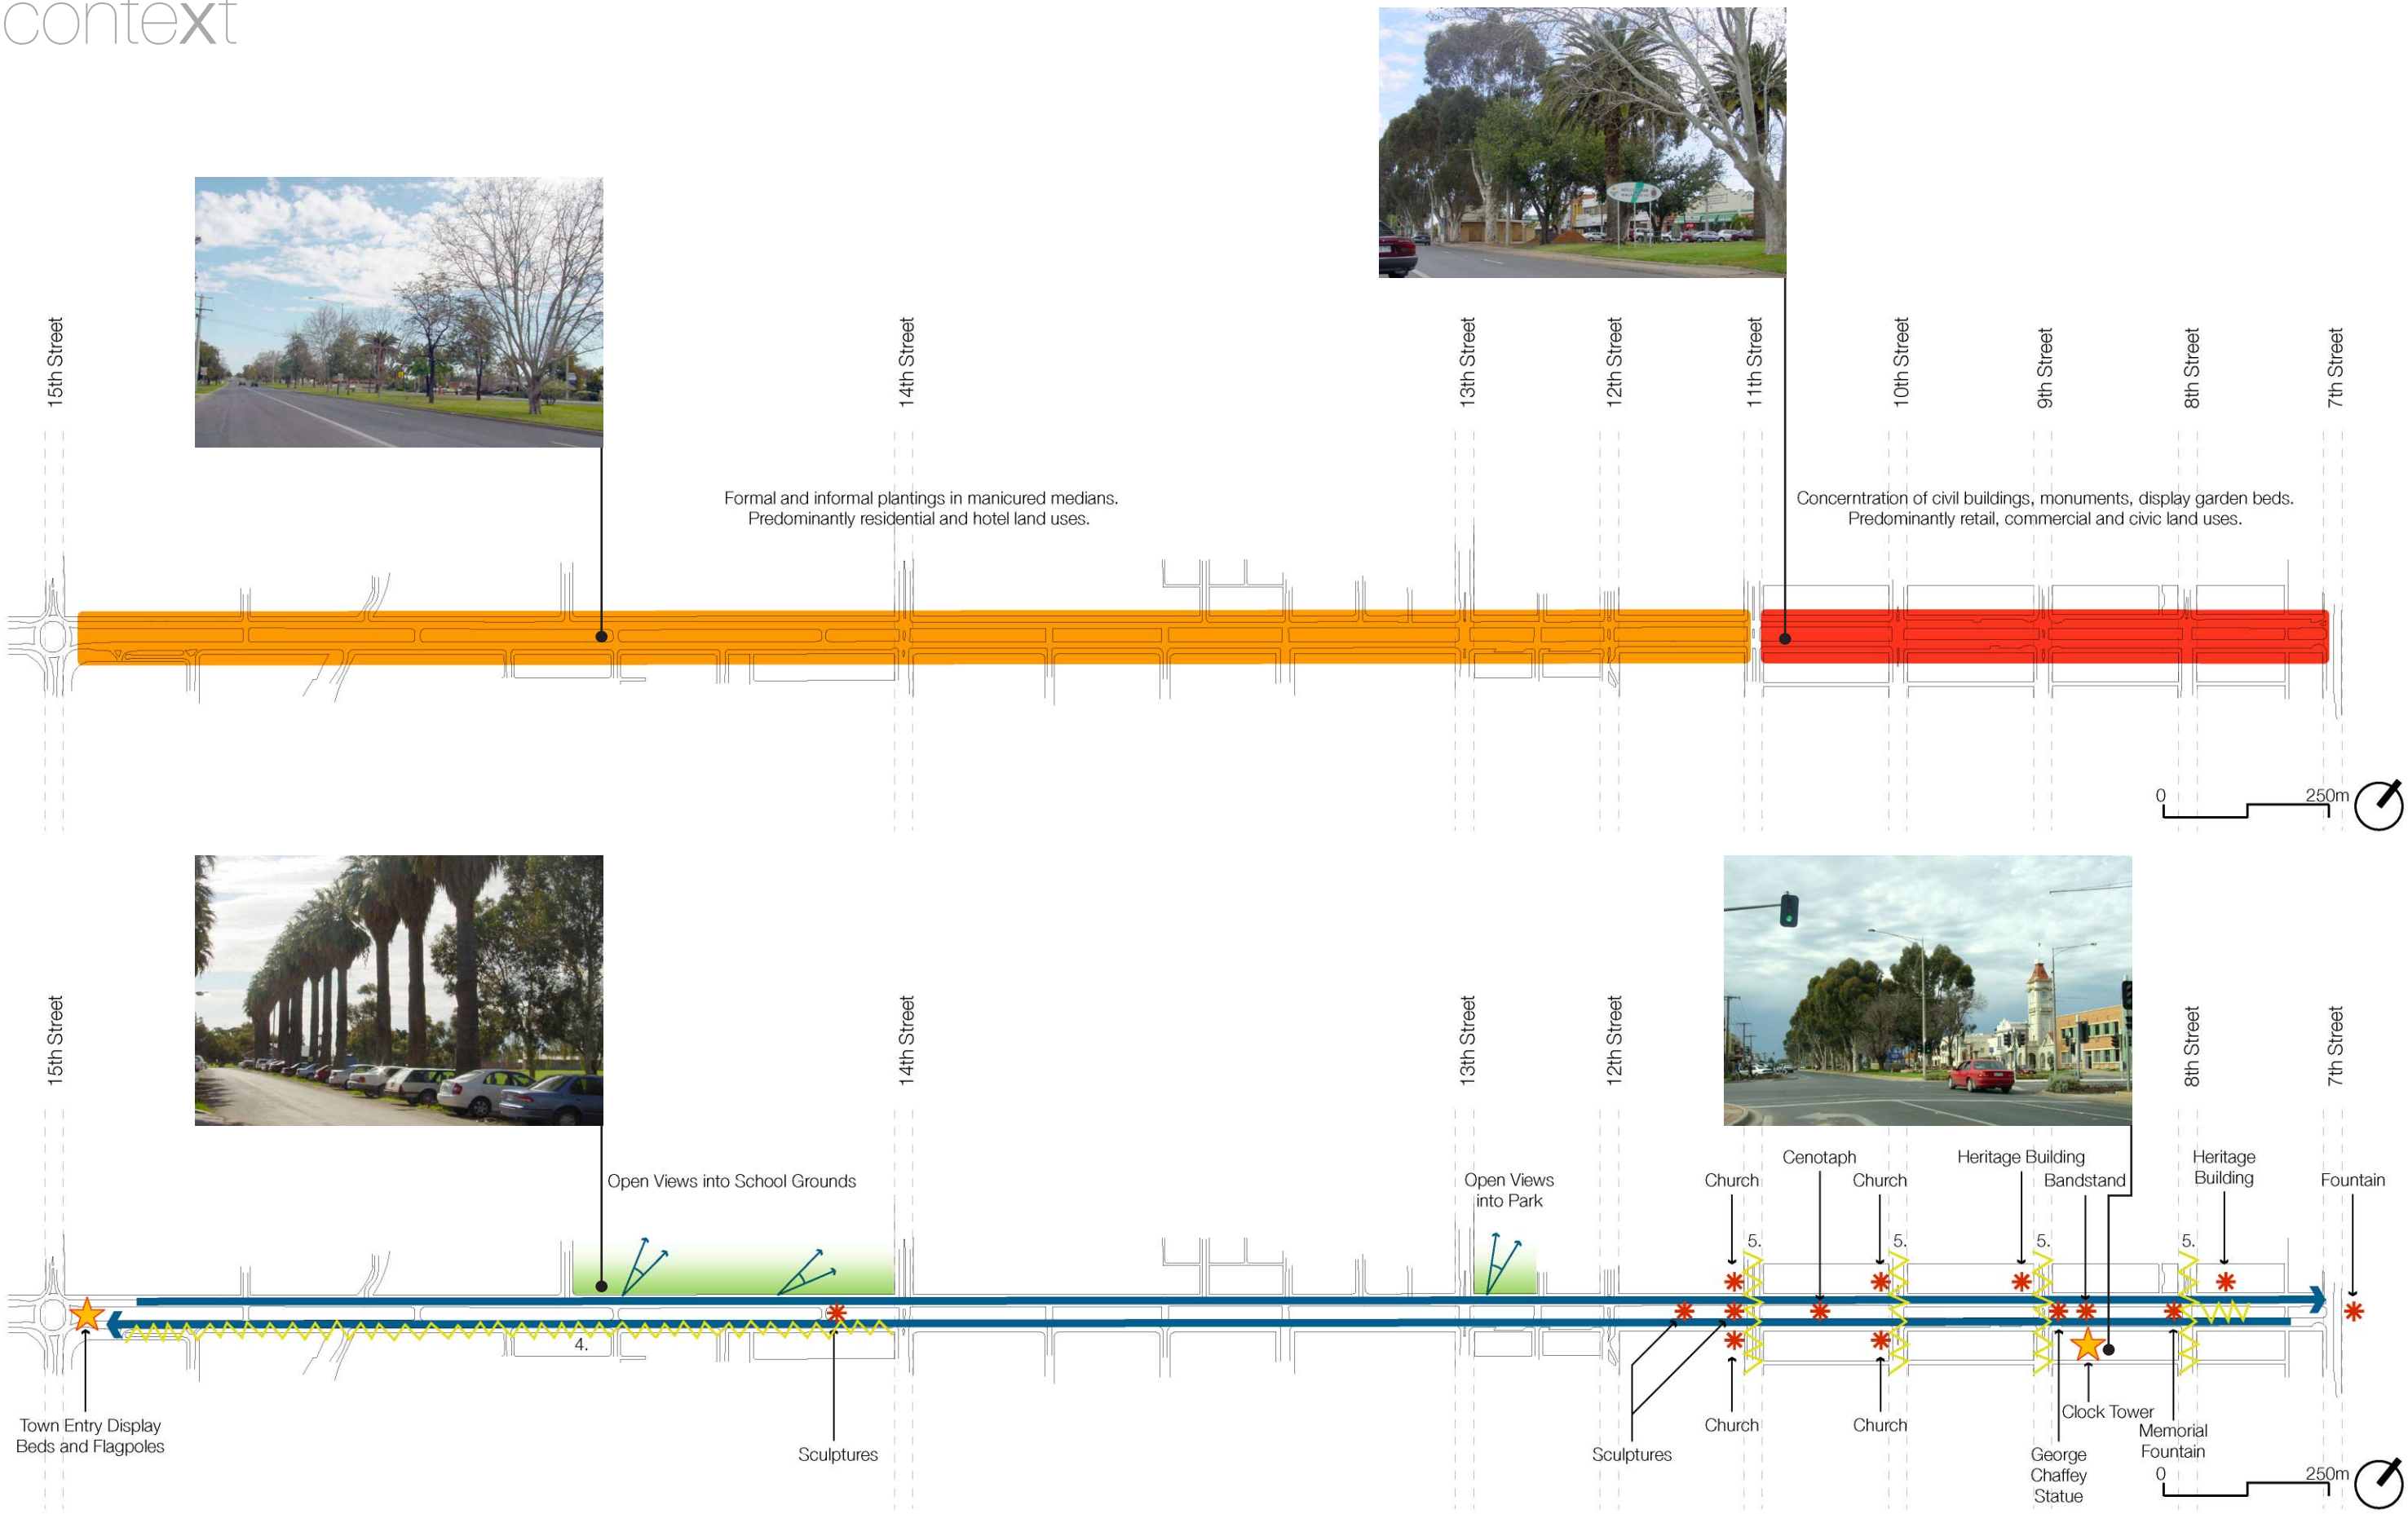 context
15th Street
14th Street
13th Street
12th Street
11th Street
10th Street
9th Street
8th Street
7th Street
Formal and informal plantings in manicured medians.
Predominantly residential and hotel land uses.
Concerntration of civil buildings, monuments, display garden beds.
Predominantly retail, commercial and civic land uses.
0
250m
15th Street
14th Street
13th Street
12th Street
8th Street
7th Street
Open Views into School Grounds
Open Views
into Park
Church
Cenotaph
Church
Heritage Building
Bandstand
Heritage
Building
Fountain
5.
5.
5.
5.
4.
Town Entry Display
Beds and Flagpoles
Sculptures
Sculptures
Church
Church
Clock Tower
George
Chaffey
Statue
Memorial
Fountain
0
250m